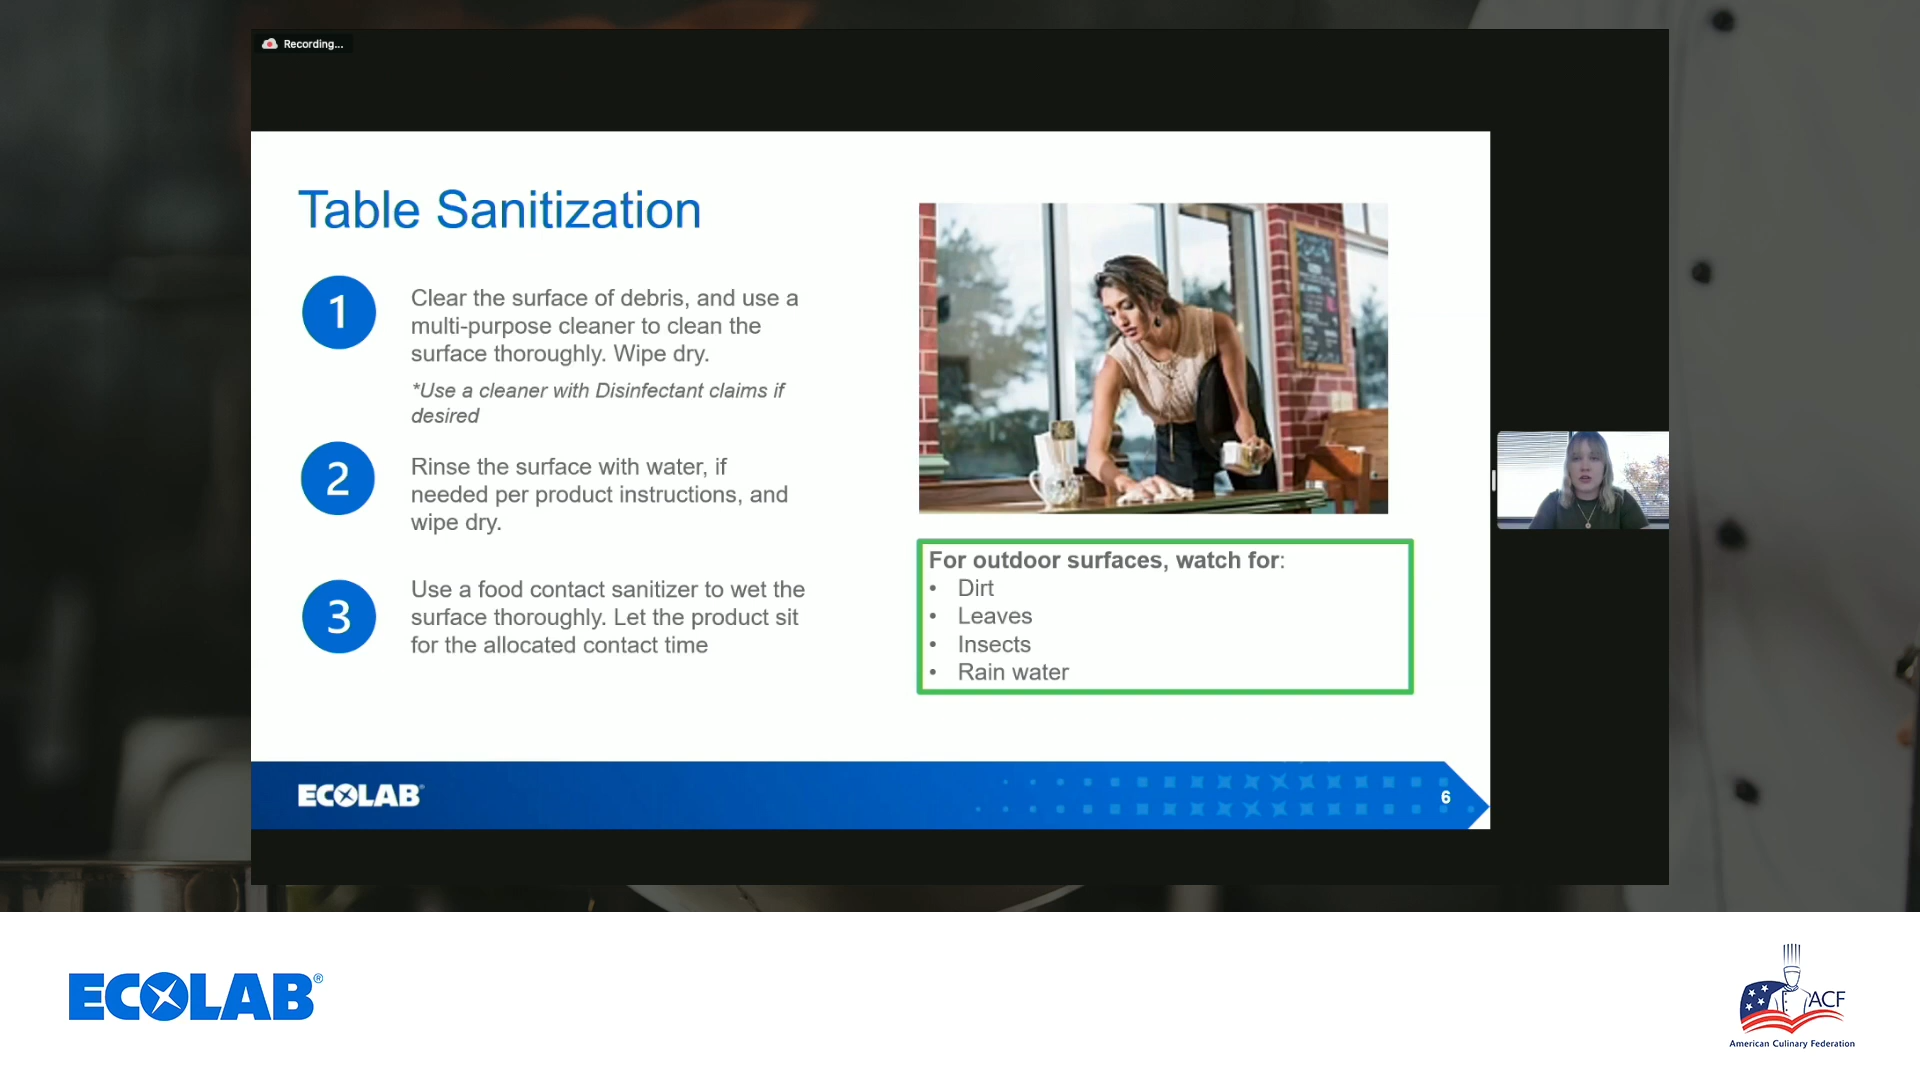 Recording...
Table Sanitization
1
Clear the surface of debris, and use a
multi-purpose cleaner to clean the
surface thoroughly. Wipe dry.
*Use a cleaner with Disinfectant claims if
desired
2
Rinse the surface with water, if
needed per product instructions, and
wipe dry.
3
Use a food contact sanitizer to wet the
surface thoroughly. Let the product sit
for the allocated contact time
For outdoor surfaces, watch for:
• Dirt
• Leaves
• Insects
• Rain water
ECOLAB®
6
ECOLAB®
ACF
American Culinary Federation